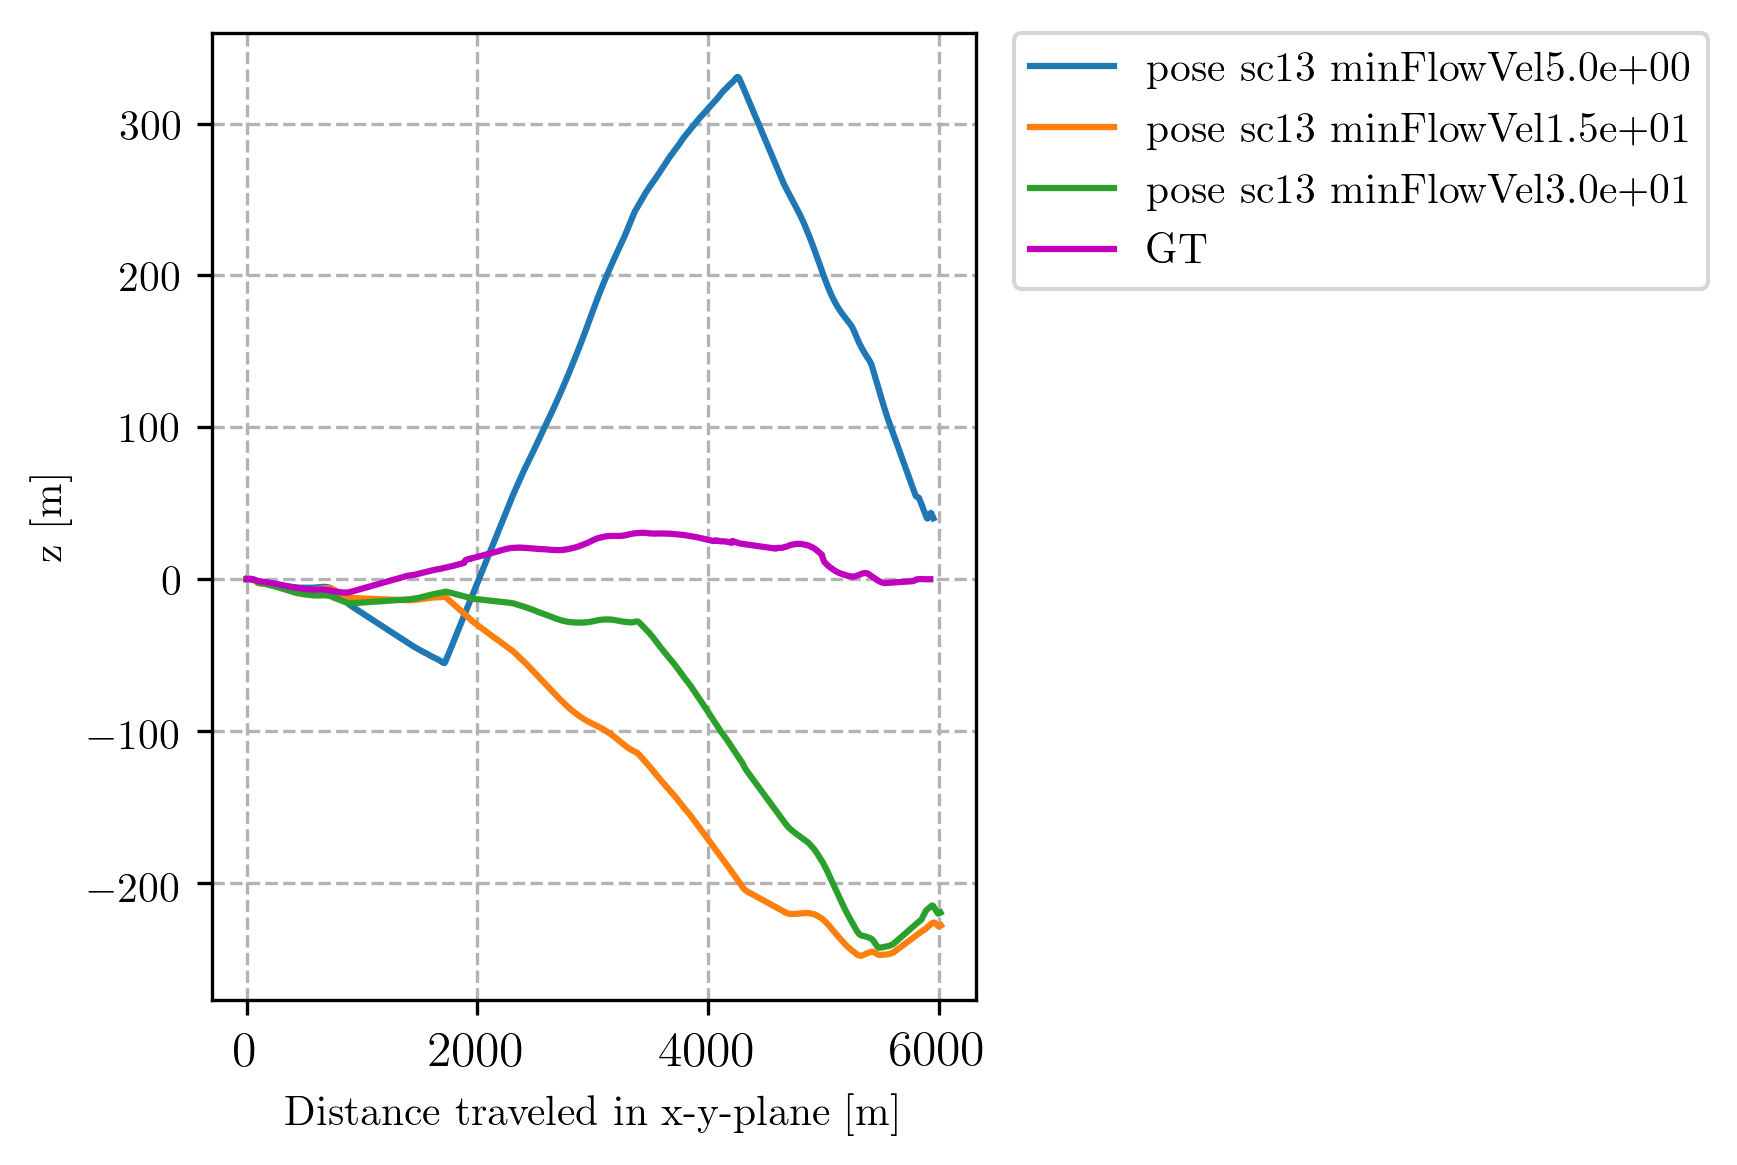 pose sc13 minFlowVel5.0e+00
pose sc13 minFlowVel1.5e+01
pose sc13 minFlowVel3.0e+01
GT
300
200
100
0
−100
−200
z [m]
0 2000 4000 6000
Distance traveled in x-y-plane [m]